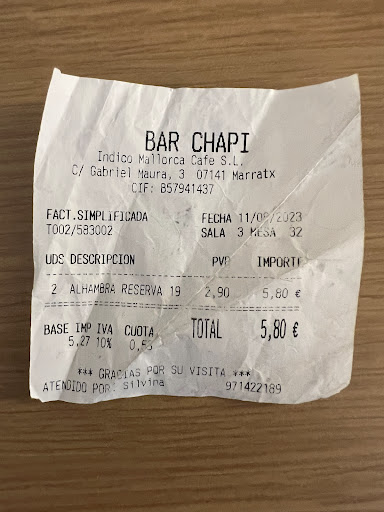 BAR CHAPI
Indico Mallorca Cafe S.L.
C/ Gabriel Maura, 3 07141 Marratx
CIF: B57941437
FACT.SIMPLIFICADA FECHA 11/08/2023
T002/583002 SALA 3 MESA 32
UDS DESCRIPCION PVP IMPORTE
2 ALHAMBRA RESERVA 19 2,90 5,80 €
BASE IMP IVA CUOTA TOTAL 5,80 €
5,27 10% 0,53
*** GRACIAS POR SU VISITA ***
ATENDIDO POR: Silvina 971422189